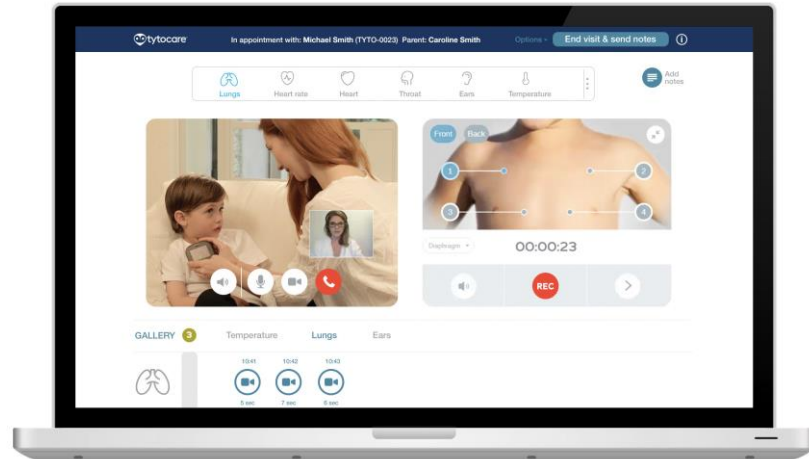 tytocare
In appointment with: Michael Smith (TYTO-0023) Parent: Caroline Smith
Options
End visit & send notes
Lungs
Heart rate
Heart
Throat
Ears
Temperature
Add
notes
Front
Back
1
2
3
4
Diaphragm
00:00:23
REC
GALLERY 3
Temperature
Lungs
Ears
10:41
10:42
10:43
5 sec
7 sec
8 sec